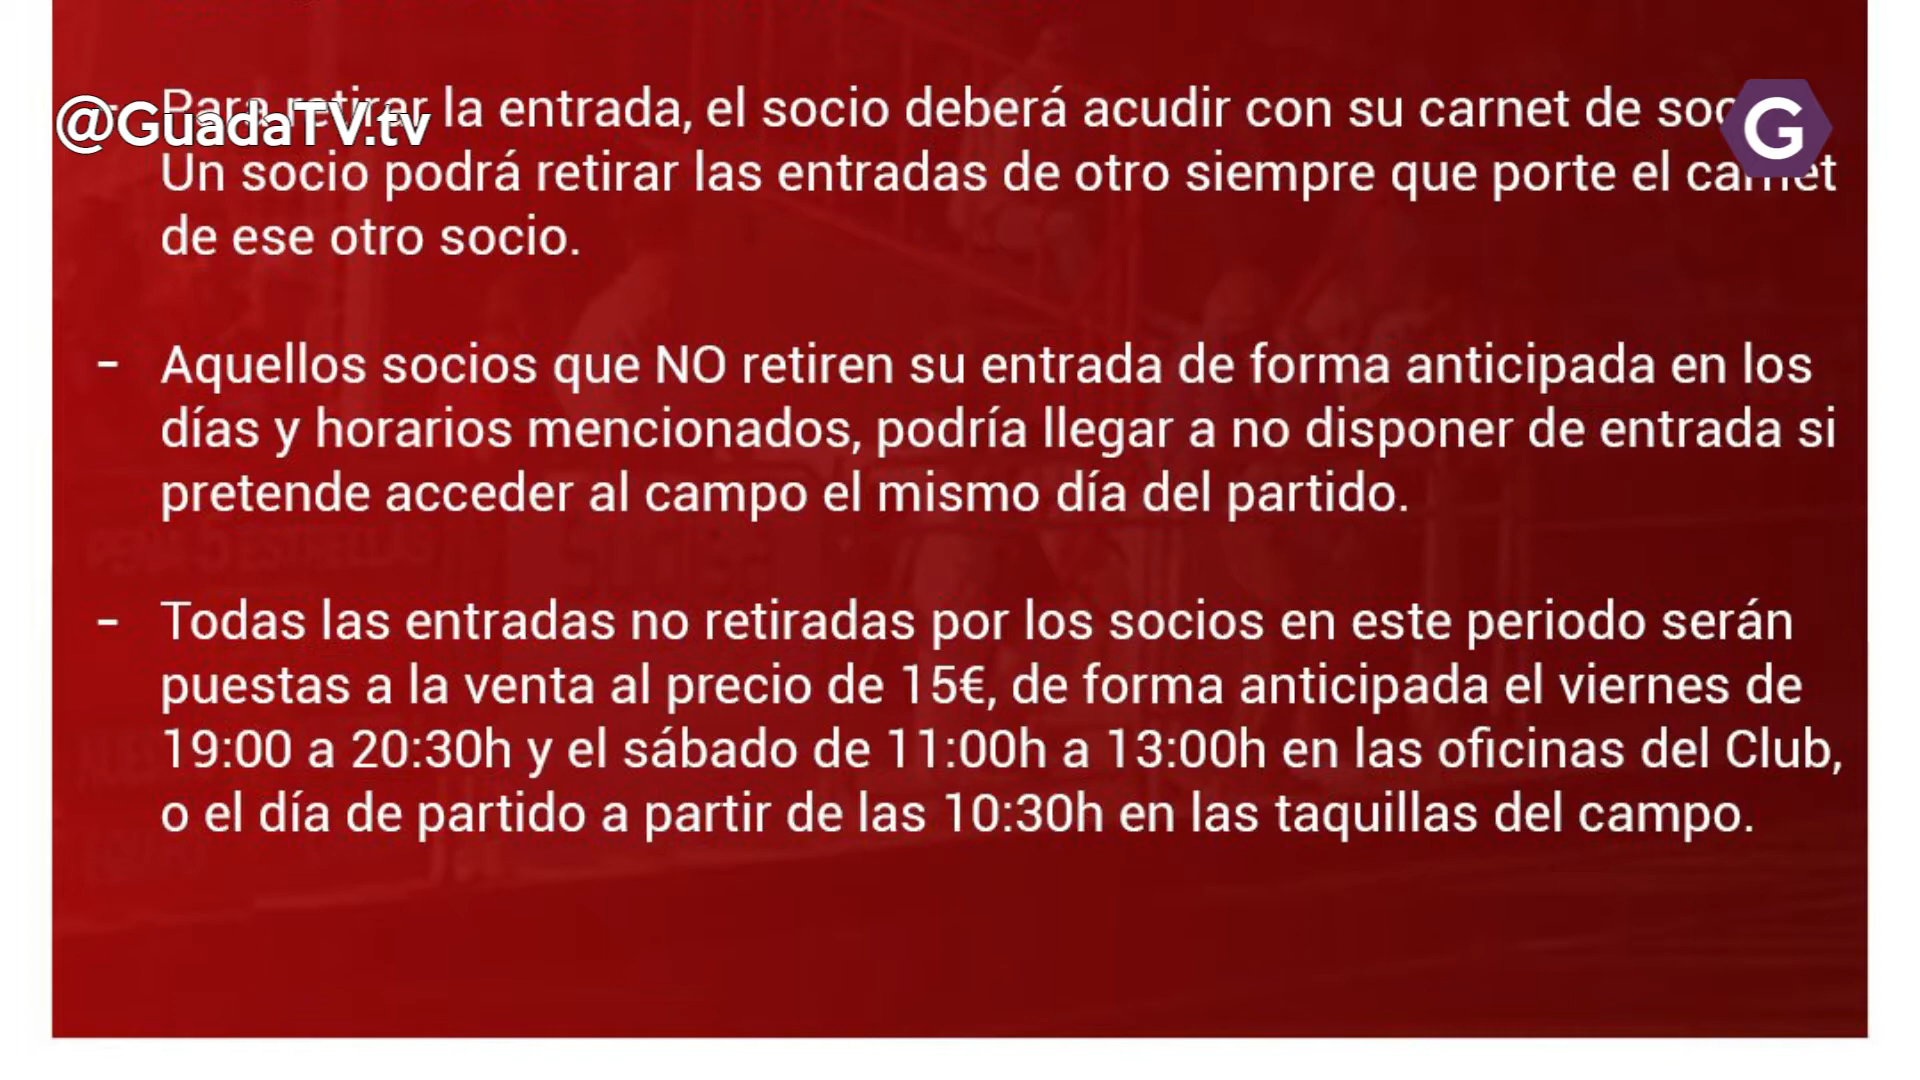 @GuadaTV.tv
G
- Para retirar la entrada, el socio deberá acudir con su carnet de
Un socio podrá retirar las entradas de otro siempre que porte el carnet
de ese otro socio.
- Aquellos socios que NO retiren su entrada de forma anticipada en los
días y horarios mencionados, podría llegar a no disponer de entrada si
pretende acceder al campo el mismo día del partido.
- Todas las entradas no retiradas por los socios en este periodo serán
puestas a la venta al precio de 15€, de forma anticipada el viernes de
19:00 a 20:30h y el sábado de 11:00h a 13:00h en las oficinas del Club,
o el día de partido a partir de las 10:30h en las taquillas del campo.